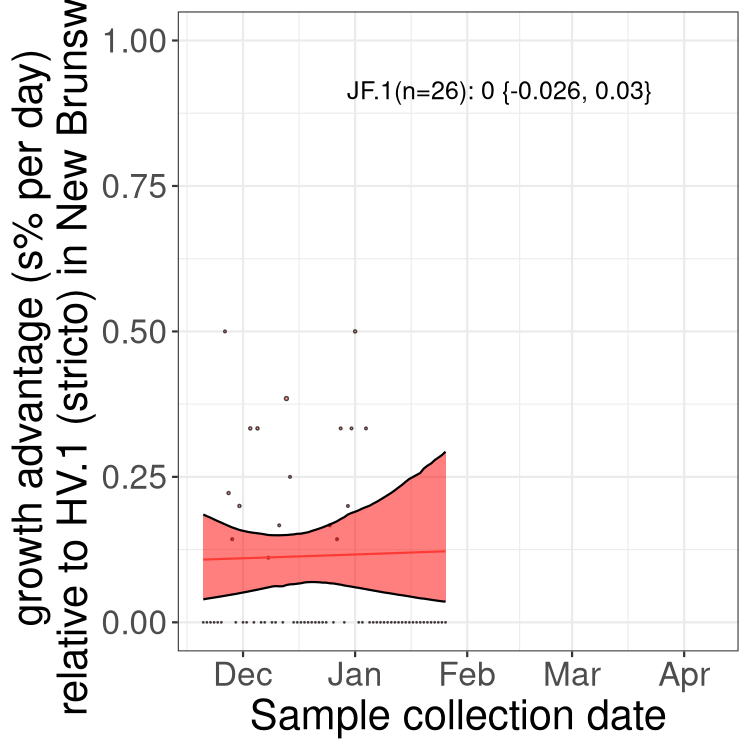 growth advantage (s% per day)
relative to HV.1 (stricto) in New Brunsw
1.00
0.75
0.50
0.25
0.00
JF.1(n=26): 0 {-0.026, 0.03}
Dec Jan Feb Mar Apr
Sample collection date